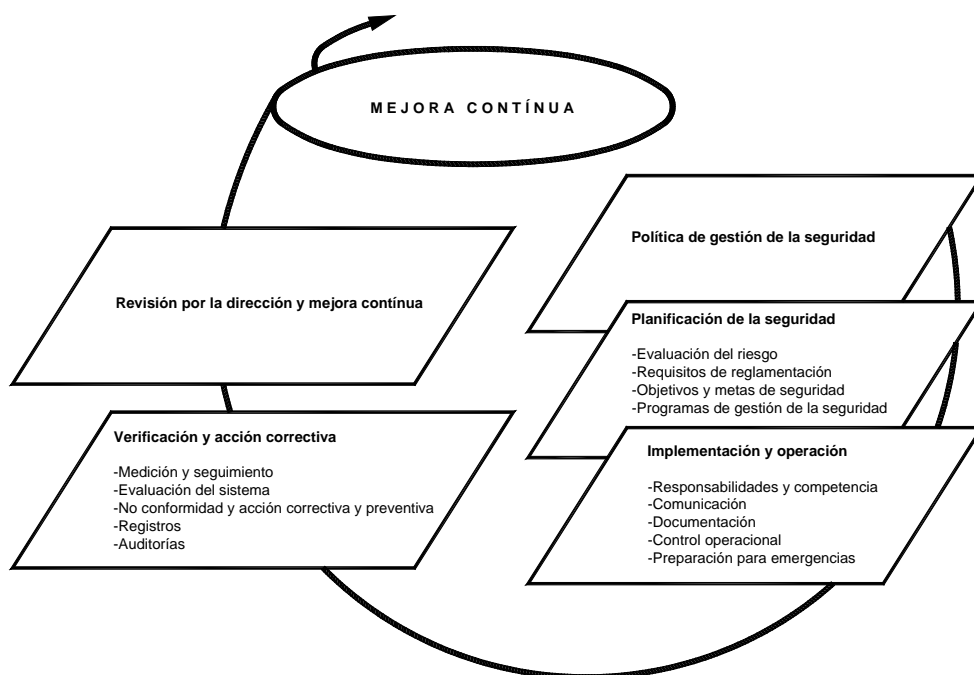 MEJORA CONTÍNUA
Política de gestión de la seguridad
Planificación de la seguridad
-Evaluación del riesgo
-Requisitos de reglamentación
-Objetivos y metas de seguridad
-Programas de gestión de la seguridad
Implementación y operación
-Responsabilidades y competencia
-Comunicación
-Documentación
-Control operacional
-Preparación para emergencias
Verificación y acción correctiva
-Medición y seguimiento
-Evaluación del sistema
-No conformidad y acción correctiva y preventiva
-Registros
-Auditorías
Revisión por la dirección y mejora contínua